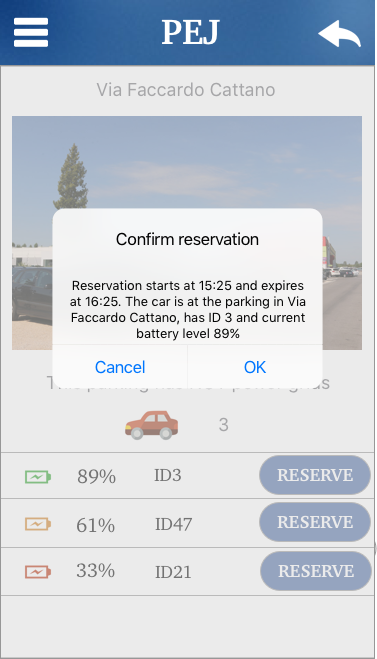 PEJ
Via Faccardo Cattano
Confirm reservation
Reservation starts at 15:25 and expires
at 16:25. The car is at the parking in Via
Faccardo Cattano, has ID 3 and current
battery level 89%
Cancel OK
3
89% ID3 RESERVE
61% ID47 RESERVE
33% ID21 RESERVE